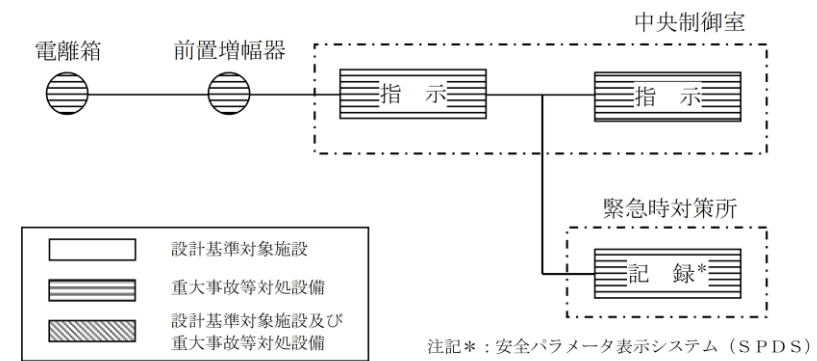 中央制御室
電離箱
前置増幅器
指 示
指 示
緊急時対策所
記 録*
設計基準対象施設
重大事故等対処設備
設計基準対象施設及び
重大事故等対処設備
注記*:安全パラメータ表示システム(SPDS)